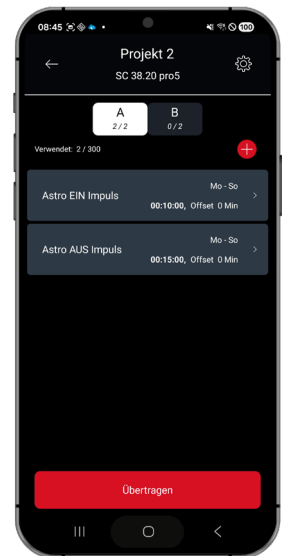 08:45
100
Projekt 2
SC 38.20 pro5
A
B
2 / 2
0 / 2
Verwendet: 2 / 300
Mo - So
Astro EIN Impuls
00:10:00, Offset 0 Min
Mo - So
Astro AUS Impuls
00:15:00, Offset 0 Min
Übertragen